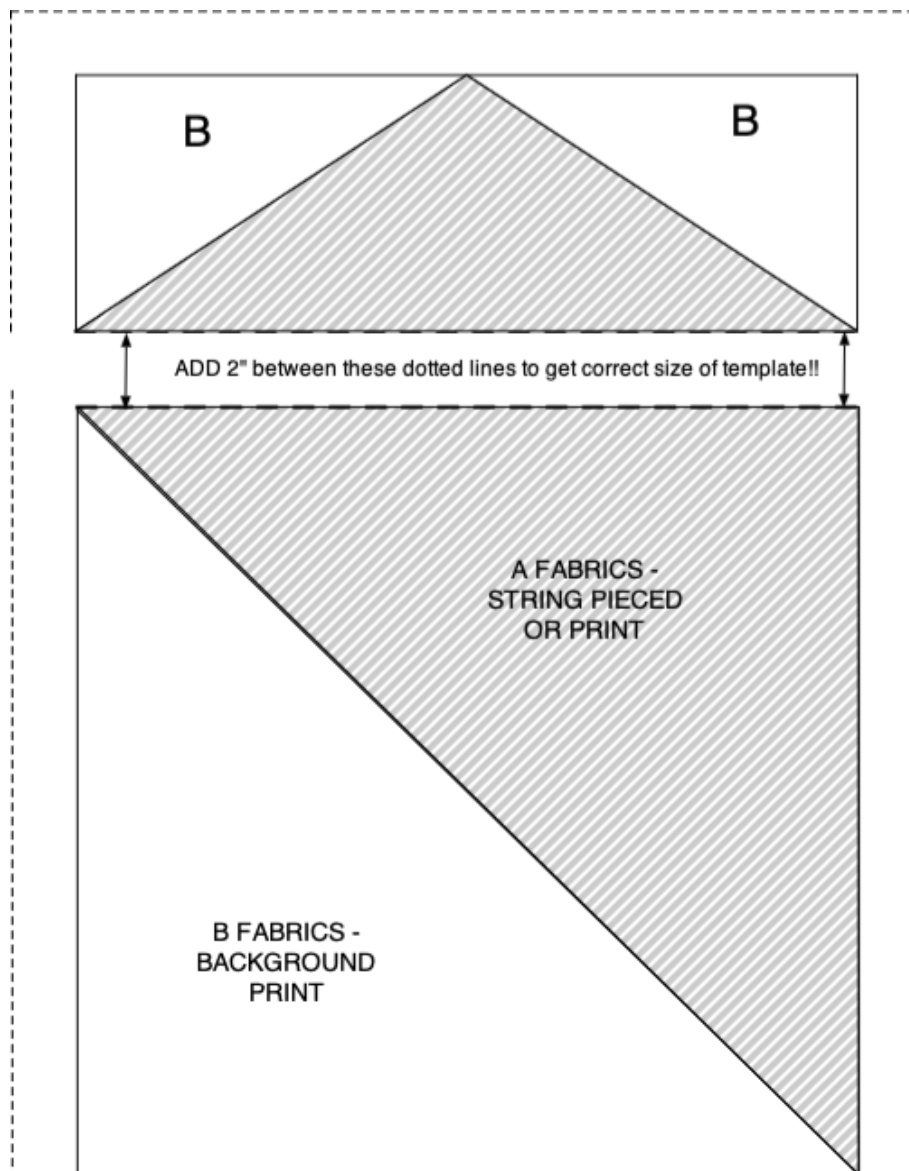 B
B
ADD 2" between these dotted lines to get correct size of template!!
A FABRICS -
STRING PIECED
OR PRINT
B FABRICS -
BACKGROUND
PRINT